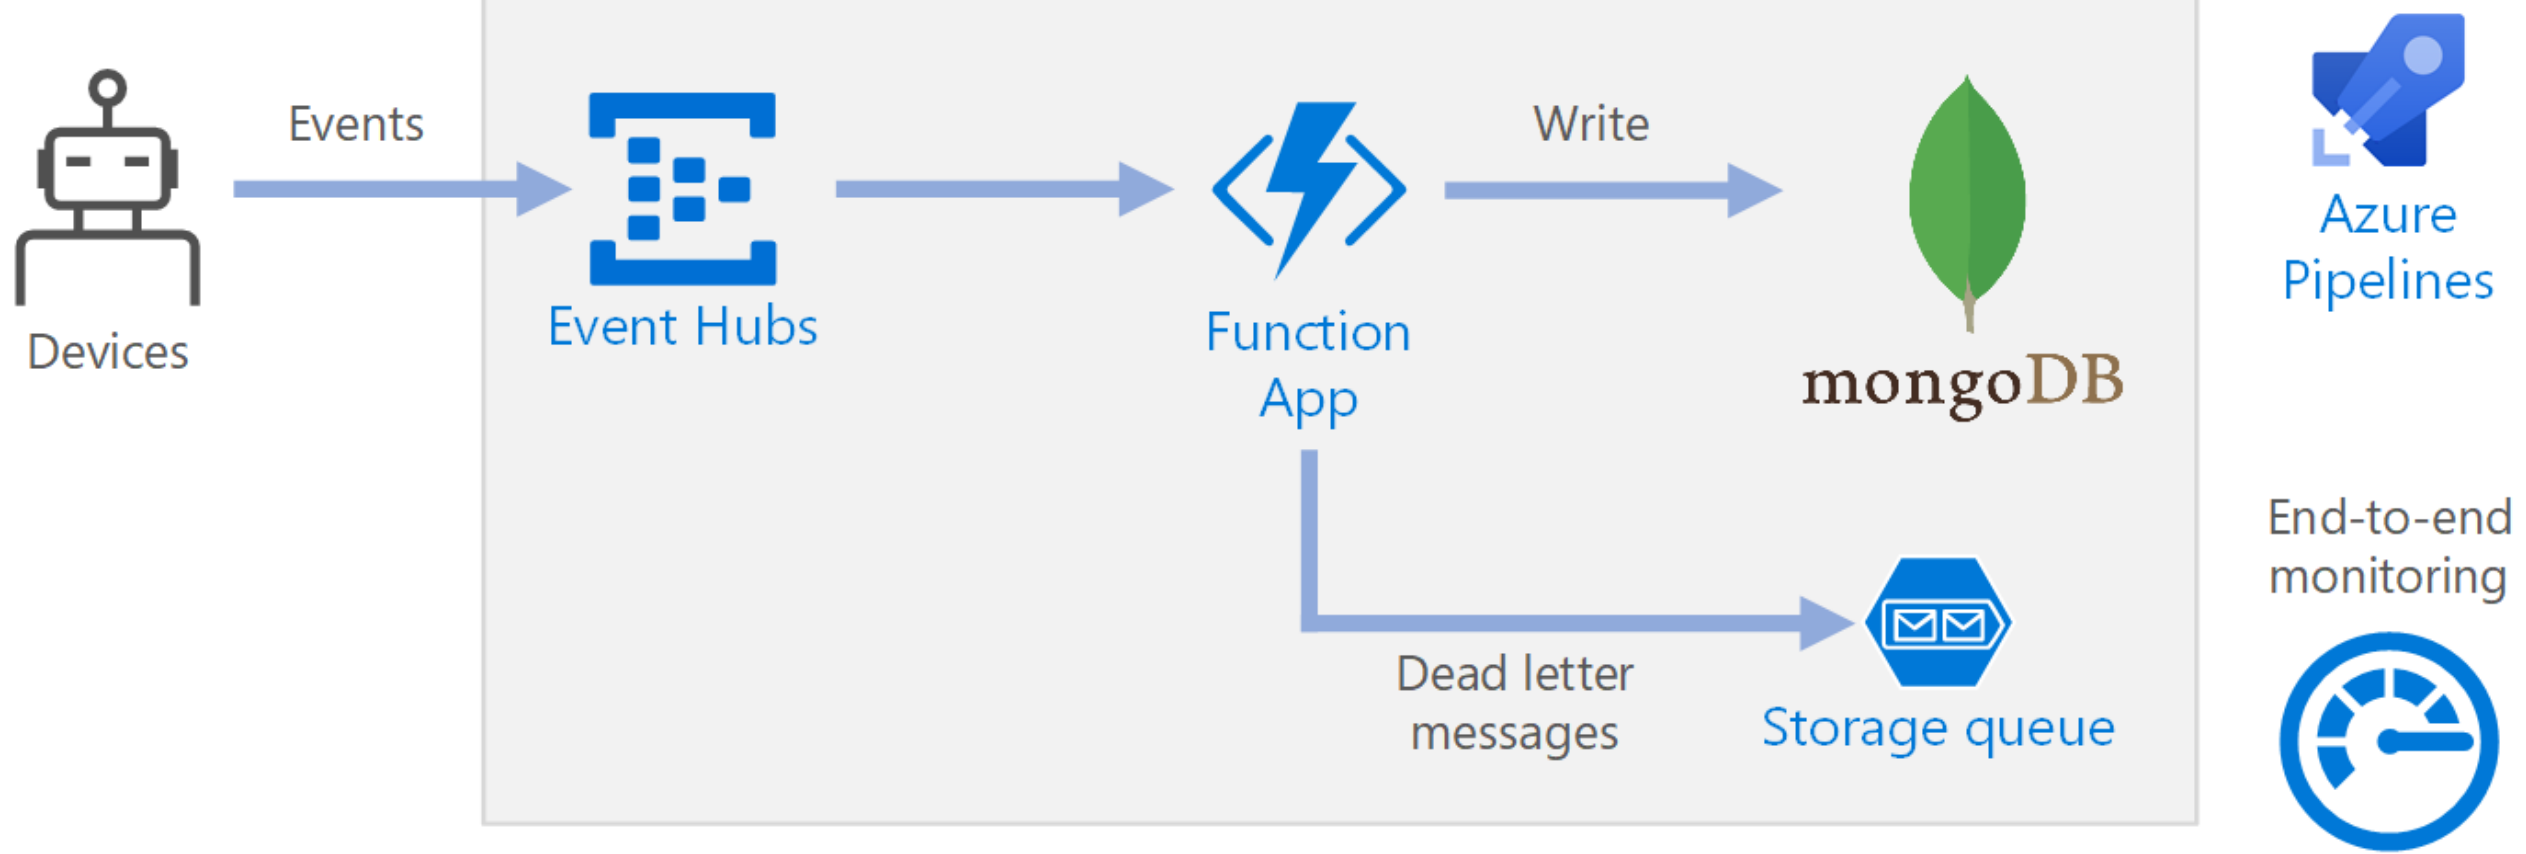 Events
Devices
Event Hubs
Function
App
Write
mongoDB
Dead letter
messages
Storage queue
Azure
Pipelines
End-to-end
monitoring